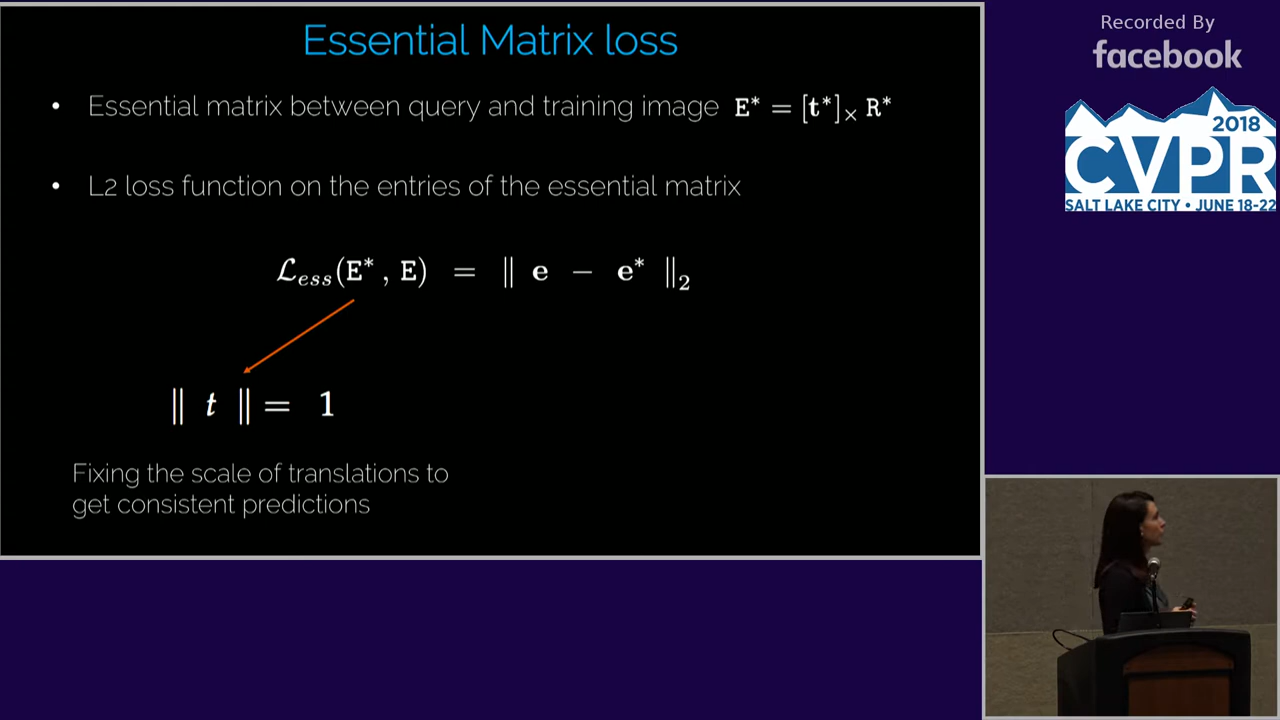 Essential Matrix loss
• Essential matrix between query and training image E* = [t*]× R*
• L2 loss function on the entries of the essential matrix
ℒess(E* , E) = ‖ e − e* ‖2
‖ t ‖ = 1
Fixing the scale of translations to
get consistent predictions
Recorded By
facebook
2018
CVPR
SALT LAKE CITY • JUNE 18-22